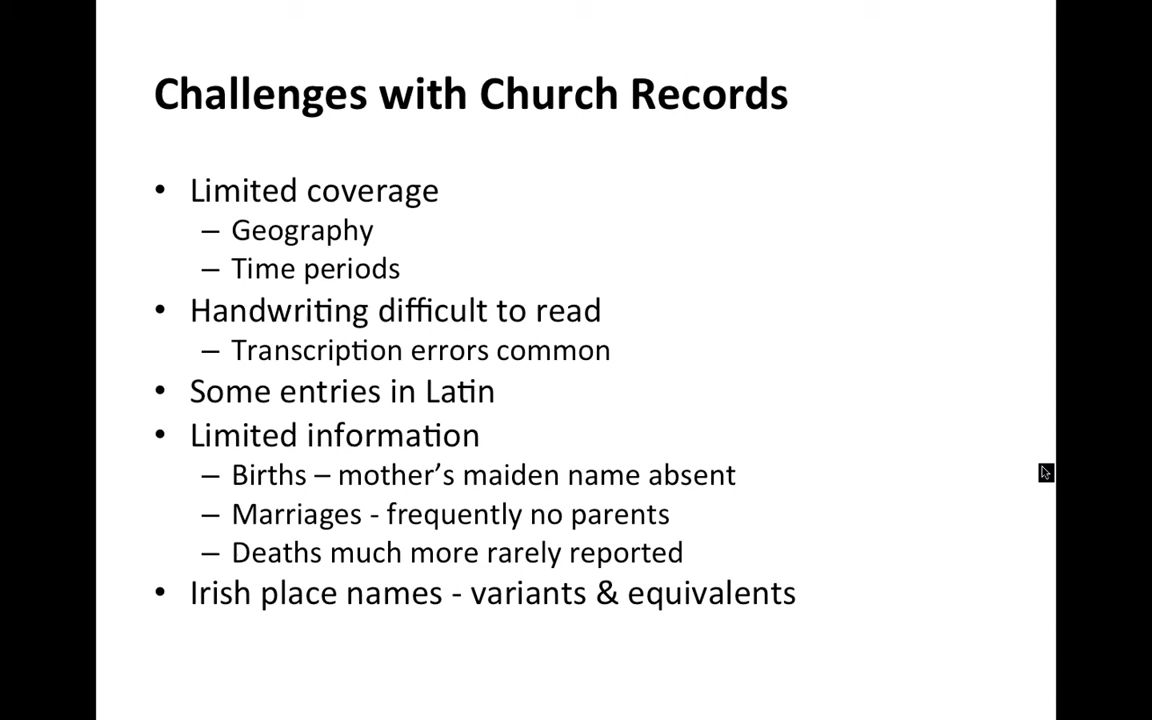 Challenges with Church Records
• Limited coverage
– Geography
– Time periods
• Handwriting difficult to read
– Transcription errors common
• Some entries in Latin
• Limited information
– Births – mother’s maiden name absent
– Marriages - frequently no parents
– Deaths much more rarely reported
• Irish place names - variants & equivalents